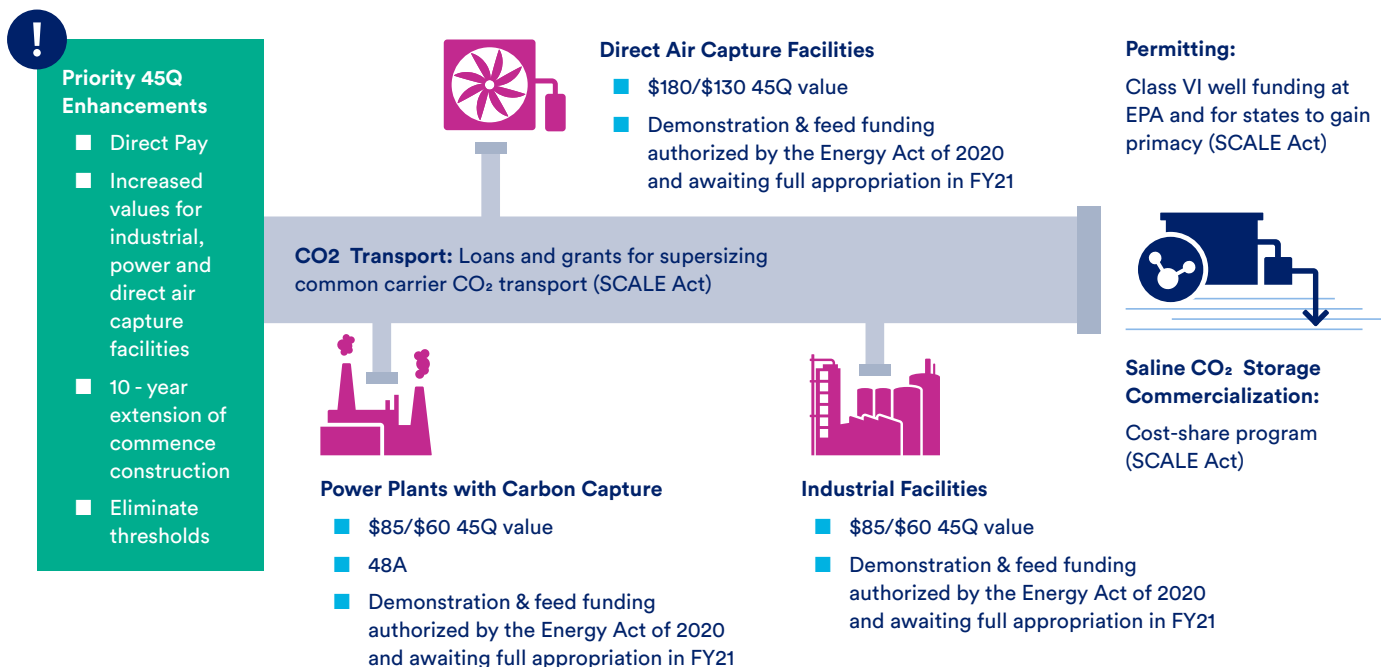 !
Priority 45Q
Enhancements
Direct Pay
Increased
values for
industrial,
power and
direct air
capture
facilities
10 - year
extension of
commence
construction
Eliminate
thresholds
Direct Air Capture Facilities
$180/$130 45Q value
Demonstration & feed funding
authorized by the Energy Act of 2020
and awaiting full appropriation in FY21
CO2 Transport: Loans and grants for supersizing
common carrier CO₂ transport (SCALE Act)
Power Plants with Carbon Capture
$85/$60 45Q value
48A
Demonstration & feed funding
authorized by the Energy Act of 2020
and awaiting full appropriation in FY21
Industrial Facilities
$85/$60 45Q value
Demonstration & feed funding
authorized by the Energy Act of 2020
and awaiting full appropriation in FY21
Permitting:
Class VI well funding at
EPA and for states to gain
primacy (SCALE Act)
Saline CO₂ Storage
Commercialization:
Cost-share program
(SCALE Act)